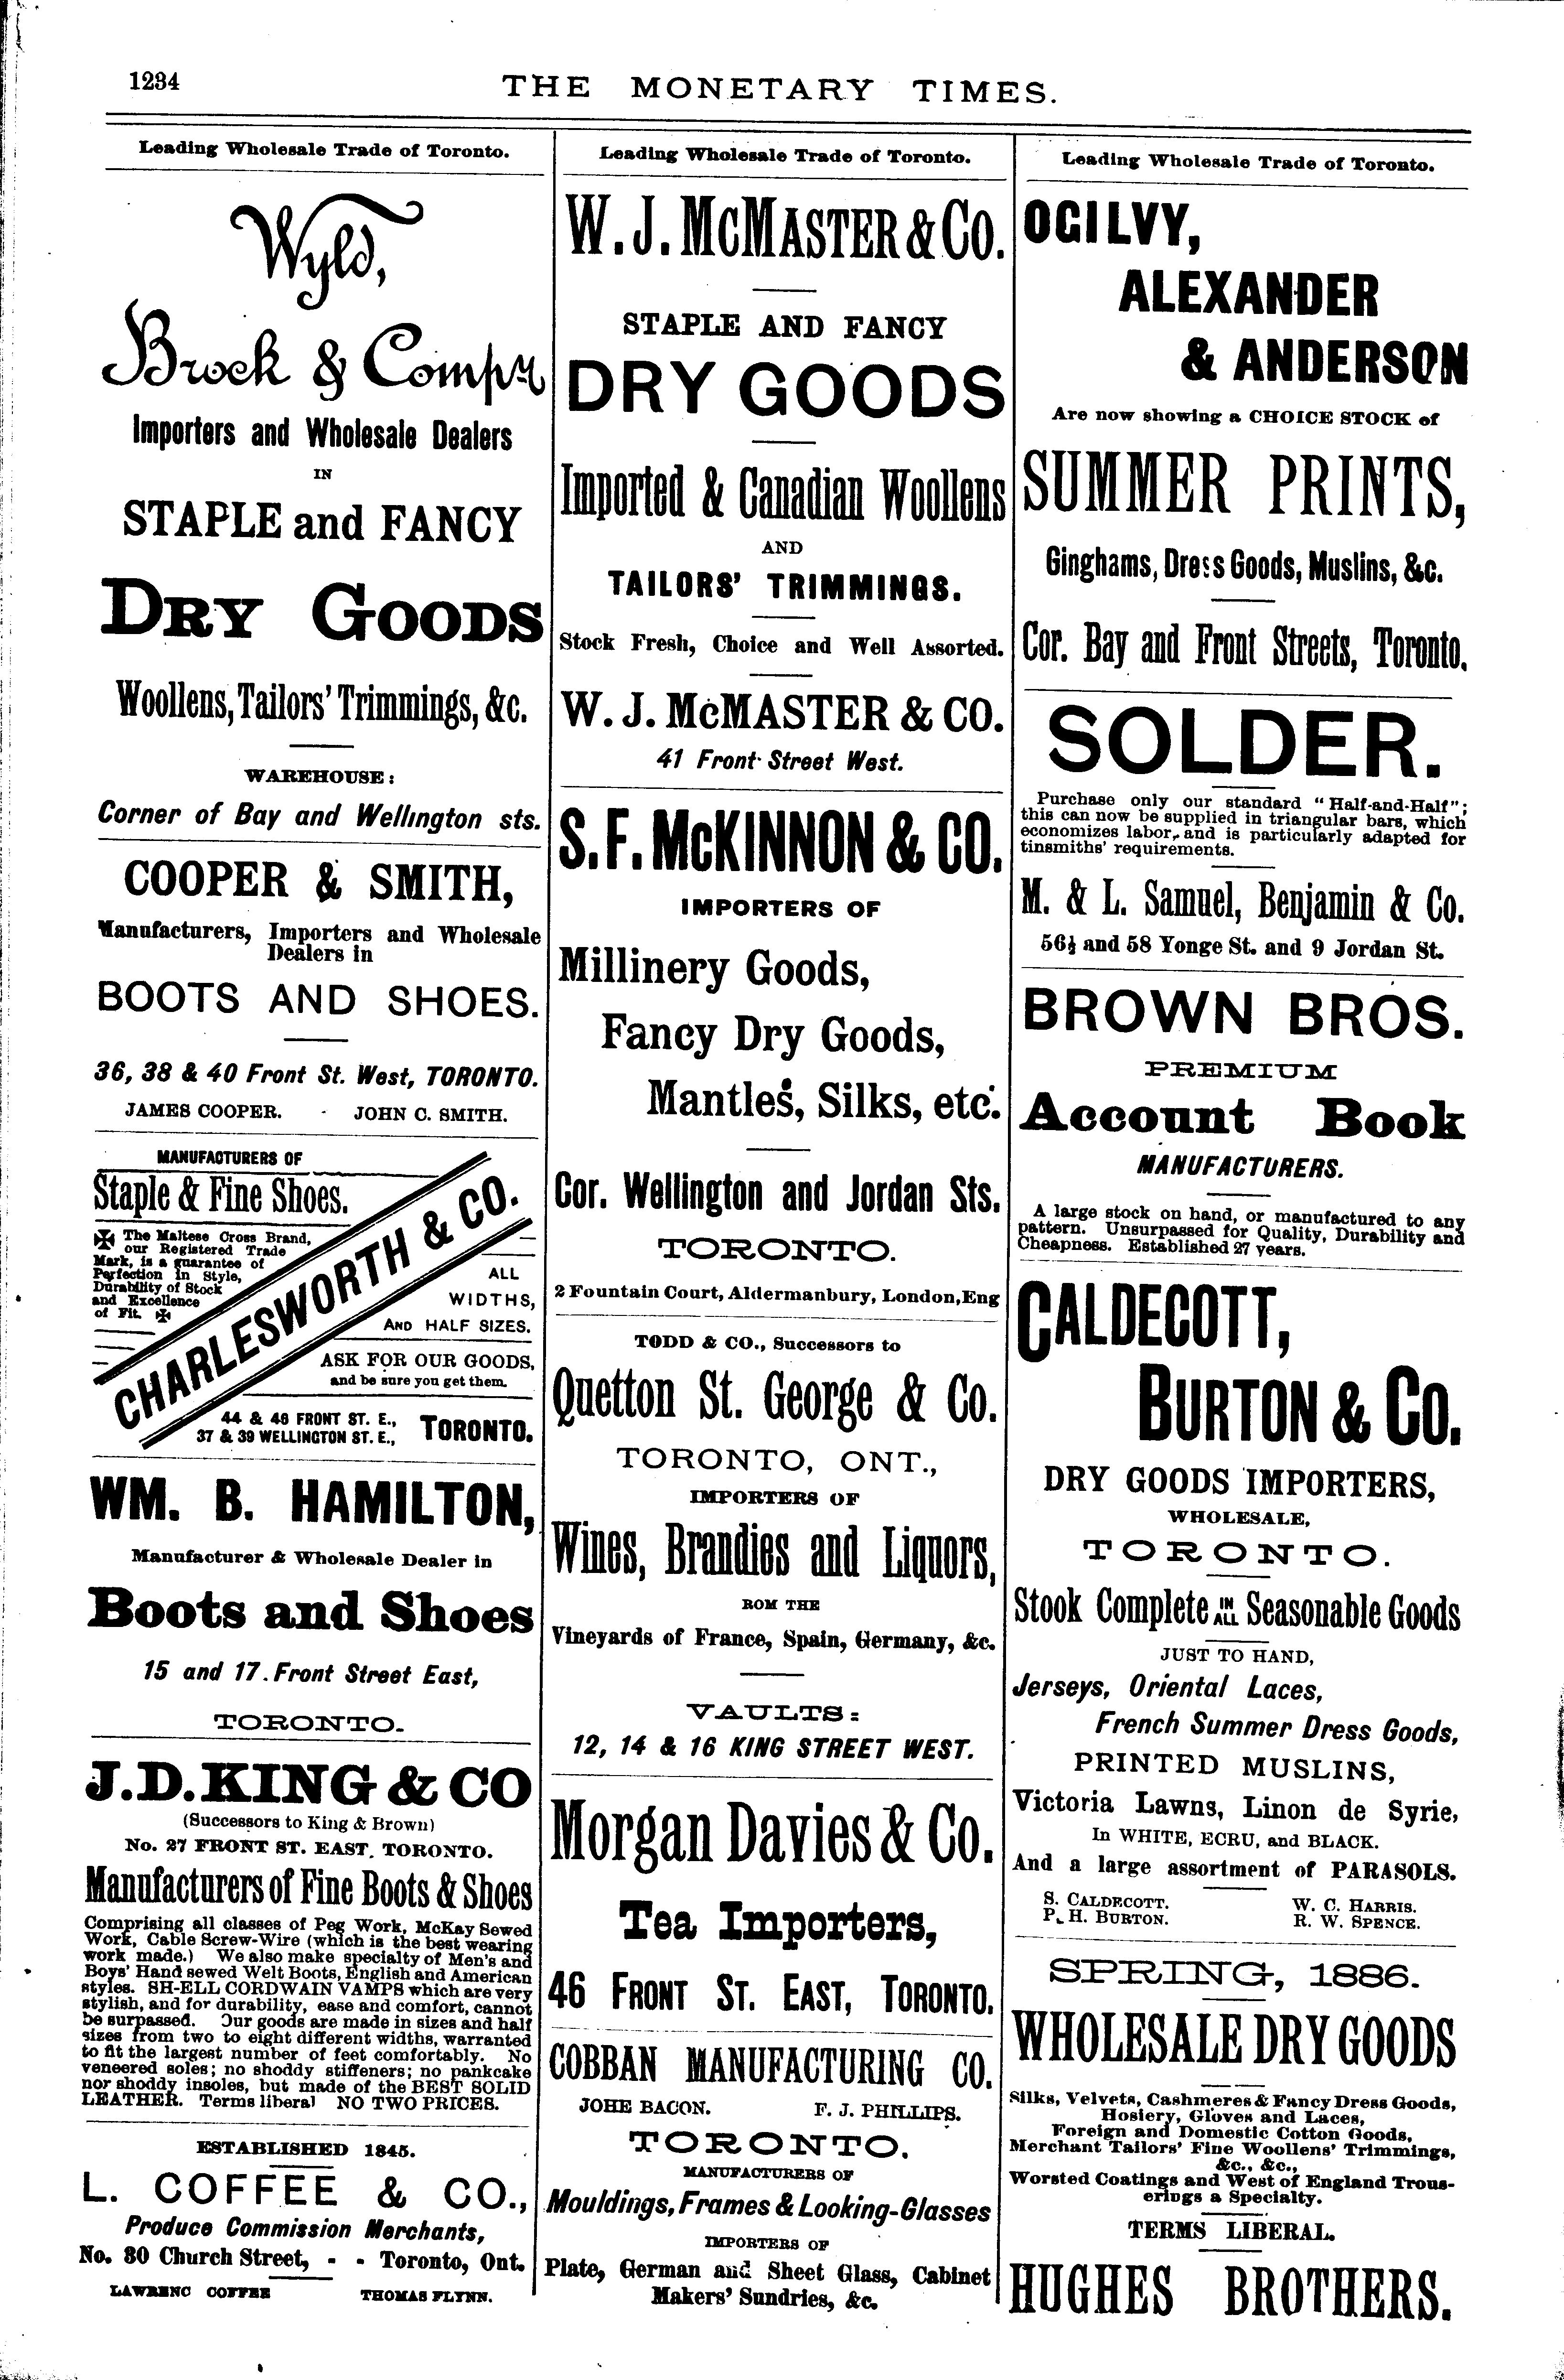 1234
THE MONETARY TIMES.
Leading Wholesale Trade of Toronto.
Wyld,
Brock & Compy
Importers and Wholesale Dealers
IN
STAPLE and FANCY
DRY GOODS
Woollens, Tailors' Trimmings, &c.
WAREHOUSE:
Corner of Bay and Wellington sts.
COOPER & SMITH,
Manufacturers, Importers and Wholesale
Dealers in
BOOTS AND SHOES.
36, 38 & 40 Front St. West, TORONTO.
JAMES COOPER. - JOHN C. SMITH.
MANUFACTURERS OF
Staple & Fine Shoes.
✠ The Maltese Cross Brand,
our Registered Trade
Mark, is a guarantee of
Perfection in Style,
Durability of Stock
and Excellence
of Fit. ✠
CHARLESWORTH & CO.
ALL
WIDTHS,
AND HALF SIZES.
ASK FOR OUR GOODS,
and be sure you get them.
44 & 46 FRONT ST. E.,
37 & 39 WELLINGTON ST. E.,
TORONTO.
WM. B. HAMILTON,
Manufacturer & Wholesale Dealer in
Boots and Shoes
15 and 17. Front Street East,
TORONTO.
J.D. KING & CO
(Successors to King & Brown)
No. 27 FRONT ST. EAST. TORONTO.
Manufacturers of Fine Boots & Shoes
Comprising all classes of Peg Work, McKay Sewed
Work, Cable Screw-Wire (which is the best wearing
work made.) We also make specialty of Men's and
Boys' Hand sewed Welt Boots, English and American
styles. SH-ELL CORDWAIN VAMPS which are very
stylish, and for durability, ease and comfort, cannot
be surpassed. Our goods are made in sizes and half
sizes from two to eight different widths, warranted
to fit the largest number of feet comfortably. No
veneered soles; no shoddy stiffeners; no pankcake
nor shoddy insoles, but made of the BEST SOLID
LEATHER. Terms liberal NO TWO PRICES.
ESTABLISHED 1845.
L. COFFEE & CO.,
Produce Commission Merchants,
No. 30 Church Street, - - Toronto, Ont.
LAWRENC COFFEE THOMAS FLYNN.
Leading Wholesale Trade of Toronto.
W. J. MCMASTER & CO.
STAPLE AND FANCY
DRY GOODS
Imported & Canadian Woollens
AND
TAILORS' TRIMMINGS.
Stock Fresh, Choice and Well Assorted.
W. J. McMASTER & CO.
41 Front Street West.
S. F. McKINNON & CO.
IMPORTERS OF
Millinery Goods,
Fancy Dry Goods,
Mantles, Silks, etc.
Cor. Wellington and Jordan Sts.
TORONTO.
2 Fountain Court, Aldermanbury, London, Eng
TODD & CO., Successors to
Quetton St. George & Co.
TORONTO, ONT.,
IMPORTERS OF
Wines, Brandies and Liquors,
ROM THE
Vineyards of France, Spain, Germany, &c.
VAULTS:
12, 14 & 16 KING STREET WEST.
Morgan Davies & Co.
Tea Importers,
46 FRONT ST. EAST, TORONTO.
COBBAN MANUFACTURING CO.
JOHE BACON. F. J. PHILLIPS.
TORONTO.
MANUFACTURERS OF
Mouldings, Frames & Looking-Glasses
IMPORTERS OF
Plate, German and Sheet Glass, Cabinet
Makers' Sundries, &c.
Leading Wholesale Trade of Toronto.
OGILVY,
ALEXANDER
& ANDERSON
Are now showing a CHOICE STOCK of
SUMMER PRINTS,
Ginghams, Dress Goods, Muslins, &c.
Cor. Bay and Front Streets, Toronto.
SOLDER.
Purchase only our standard "Half-and-Half";
this can now be supplied in triangular bars, which
economizes labor, and is particularly adapted for
tinsmiths' requirements.
M. & L. Samuel, Benjamin & Co.
56½ and 58 Yonge St. and 9 Jordan St.
BROWN BROS.
PREMIUM
Account Book
MANUFACTURERS.
A large stock on hand, or manufactured to any
pattern. Unsurpassed for Quality, Durability and
Cheapness. Established 27 years.
CALDECOTT,
BURTON & CO.
DRY GOODS IMPORTERS,
WHOLESALE,
TORONTO.
Stook Complete IN ALL Seasonable Goods
JUST TO HAND,
Jerseys, Oriental Laces,
French Summer Dress Goods,
PRINTED MUSLINS,
Victoria Lawns, Linon de Syrie,
In WHITE, ECRU, and BLACK.
And a large assortment of PARASOLS.
S. CALDECOTT. W. C. HARRIS.
P. H. BURTON. R. W. SPENCE.
SPRING, 1886.
WHOLESALE DRY GOODS
Silks, Velvets, Cashmeres & Fancy Dress Goods,
Hosiery, Gloves and Laces,
Foreign and Domestic Cotton Goods,
Merchant Tailors' Fine Woollens' Trimmings,
&c., &c.,
Worsted Coatings and West of England Trous-
erings a Specialty.
TERMS LIBERAL.
HUGHES BROTHERS.